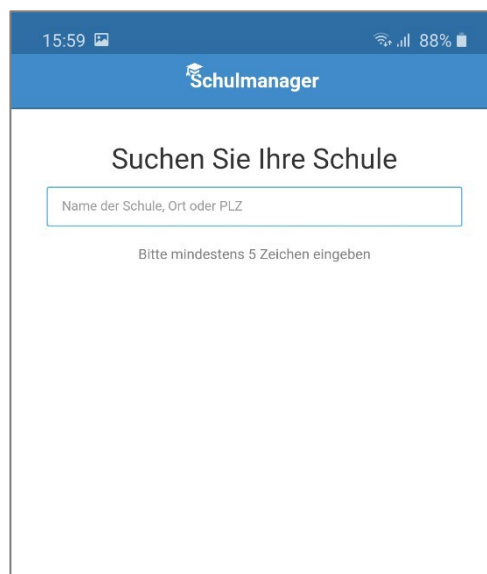 15:59 88%
Schulmanager
Suchen Sie Ihre Schule
Name der Schule, Ort oder PLZ
Bitte mindestens 5 Zeichen eingeben